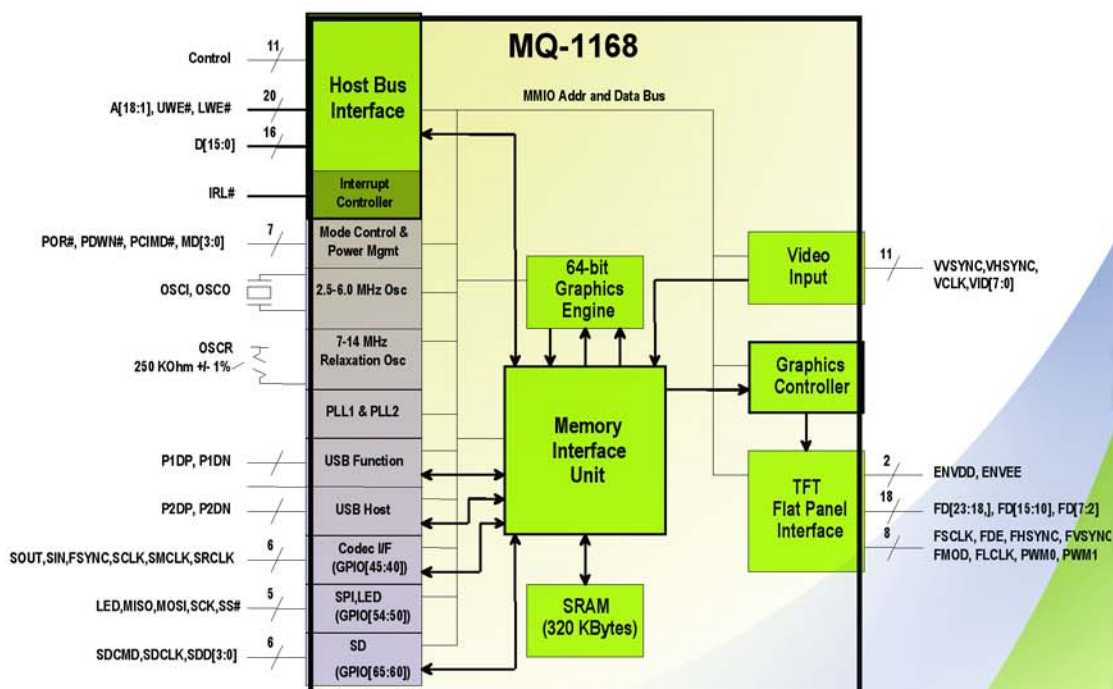 MQ-1168
MMIO Addr and Data Bus
11
Control
20
A[18:1], UWE#, LWE#
16
D[15:0]
IRL#
7
POR#, PDWN#, PCIMD#, MD[3:0]
OSCI, OSCO
OSCR
250 KOhm +/- 1%
P1DP, P1DN
P2DP, P2DN
6
SOUT,SIN,FSYNC,SCLK,SMCLK,SRCLK
5
LED,MISO,MOSI,SCK,SS#
6
SDCMD,SDCLK,SDD[3:0]
Host Bus
Interface
Interrupt
Controller
Mode Control &
Power Mgmt
2.5-6.0 MHz Osc
7-14 MHz
Relaxation Osc
PLL1 & PLL2
USB Function
USB Host
Codec I/F
(GPIO[45:40])
SPI,LED
(GPIO[54:50])
SD
(GPIO[65:60])
64-bit
Graphics
Engine
Memory
Interface
Unit
SRAM
(320 KBytes)
Video
Input
Graphics
Controller
TFT
Flat Panel
Interface
11
VVSYNC,VHSYNC,
VCLK,VID[7:0]
2
ENVDD, ENVEE
18
FD[23:18,], FD[15:10], FD[7:2]
8
FSCLK, FDE, FHSYNC, FVSYNC
FMOD, FLCLK, PWM0, PWM1